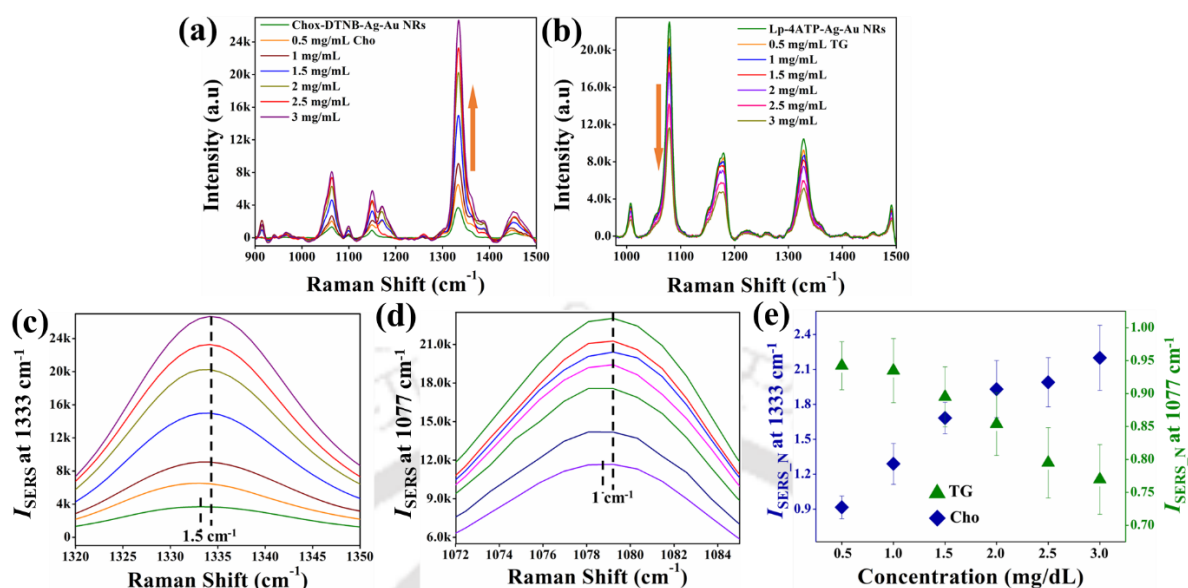 (a)
Chox-DTNB-Ag-Au NRs
0.5 mg/mL Cho
1 mg/mL
1.5 mg/mL
2 mg/mL
2.5 mg/mL
3 mg/mL
Intensity (a.u)
24k
20k
16k
12k
8k
4k
0
900 1000 1100 1200 1300 1400 1500
Raman Shift (cm⁻¹)
(b)
Lp-4ATP-Ag-Au NRs
0.5 mg/mL TG
1 mg/mL
1.5 mg/mL
2 mg/mL
2.5 mg/mL
3 mg/mL
Intensity (a.u)
20.0k
16.0k
12.0k
8.0k
4.0k
0.0
1000 1100 1200 1300 1400 1500
Raman Shift (cm⁻¹)
(c)
I_SERS at 1333 cm⁻¹
24k
20k
16k
12k
8k
4k
0
1.5 cm⁻¹
1320 1325 1330 1335 1340 1345 1350
Raman Shift (cm⁻¹)
(d)
I_SERS at 1077 cm⁻¹
21.0k
18.0k
15.0k
12.0k
9.0k
6.0k
1 cm⁻¹
1072 1074 1076 1078 1080 1082 1084
Raman Shift (cm⁻¹)
(e)
I_SERS_N at 1333 cm⁻¹
2.4
2.1
1.8
1.5
1.2
0.9
TG
Cho
0.5 1.0 1.5 2.0 2.5 3.0
Concentration (mg/dL)
1.00
0.95
0.90
0.85
0.80
0.75
0.70
I_SERS_N at 1077 cm⁻¹